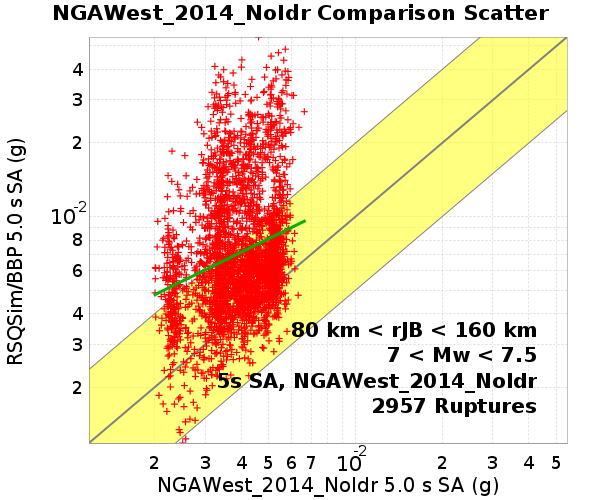 NGAWest_2014_NoIdr Comparison Scatter
RSQSim/BBP 5.0 s SA (g)
4
3
2
10-2
8
6
4
3
2
80 km < rJB < 160 km
7 < Mw < 7.5
5s SA, NGAWest_2014_NoIdr
2957 Ruptures
2 3 4 5 6 7 10-2 2 3 4 5
NGAWest_2014_NoIdr 5.0 s SA (g)